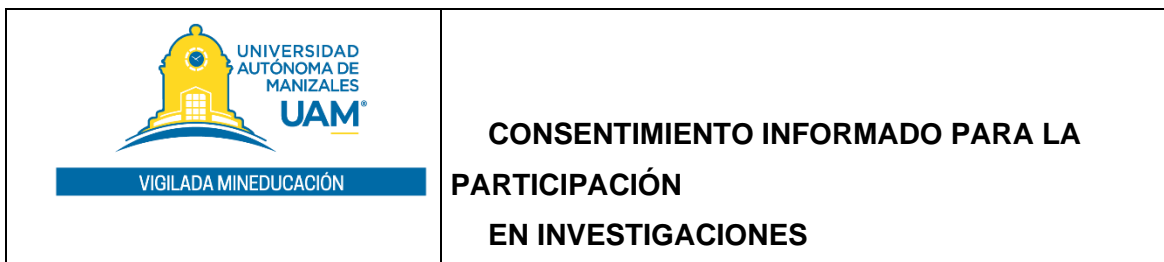 UNIVERSIDAD
AUTÓNOMA DE
MANIZALES
UAM®
VIGILADA MINEDUCACIÓN
CONSENTIMIENTO INFORMADO PARA LA
PARTICIPACIÓN
EN INVESTIGACIONES